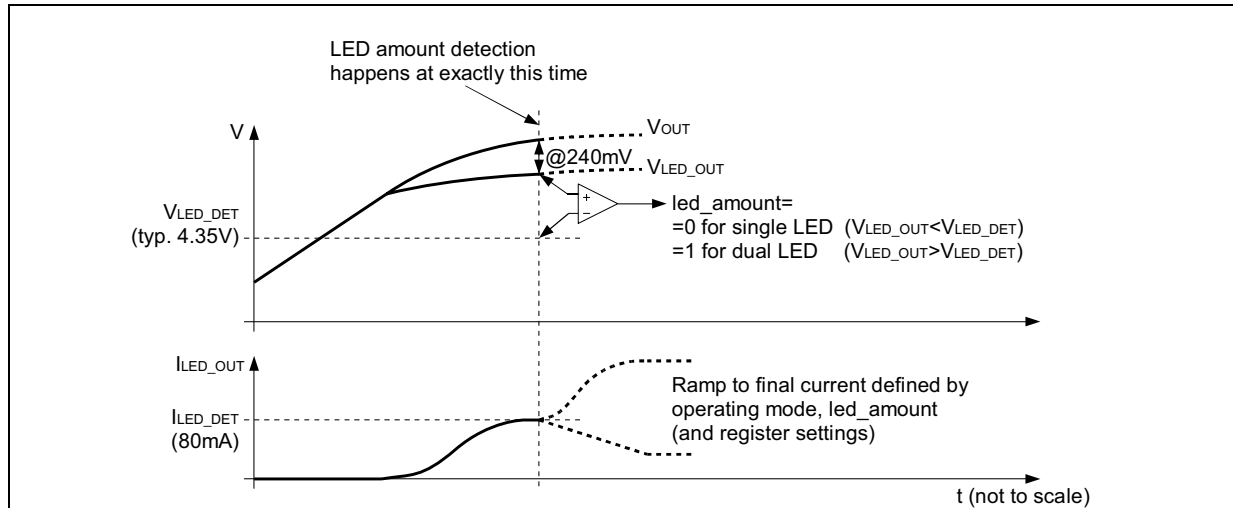 LED amount detection
happens at exactly this time
V
VOUT
@240mV
VLED_OUT
+
−
VLED_DET
(typ. 4.35V)
led_amount=
=0 for single LED (VLED_OUT<VLED_DET)
=1 for dual LED (VLED_OUT>VLED_DET)
ILED_OUT
ILED_DET
(80mA)
Ramp to final current defined by
operating mode, led_amount
(and register settings)
t (not to scale)